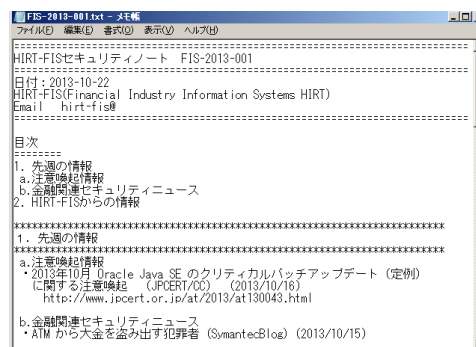 FIS-2013-001.txt - メモ帳
ファイル(F) 編集(E) 書式(O) 表示(V) ヘルプ(H)
==============================================================
HIRT-FISセキュリティノート FIS-2013-001
==============================================================
日付：2013-10-22
HIRT-FIS(Financial Industry Information Systems HIRT)
Email hirt-fis@
==============================================================
目次
========
1. 先週の情報
a.注意喚起情報
b.金融関連セキュリティニュース
2. HIRT-FISからの情報
**************************************************************
1. 先週の情報
**************************************************************
a.注意喚起情報
・2013年10月 Oracle Java SE のクリティカルパッチアップデート (定例)
に関する注意喚起 (JPCERT/CC) (2013/10/16)
http://www.jpcert.or.jp/at/2013/at130043.html
b.金融関連セキュリティニュース
・ATM から大金を盗み出す犯罪者 (SymantecBlog) (2013/10/15)